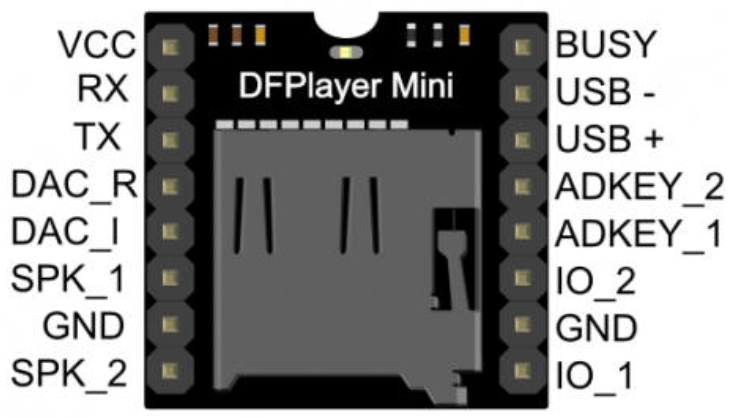 VCC
RX
TX
DAC_R
DAC_I
SPK_1
GND
SPK_2
DFPlayer Mini
BUSY
USB -
USB +
ADKEY_2
ADKEY_1
IO_2
GND
IO_1